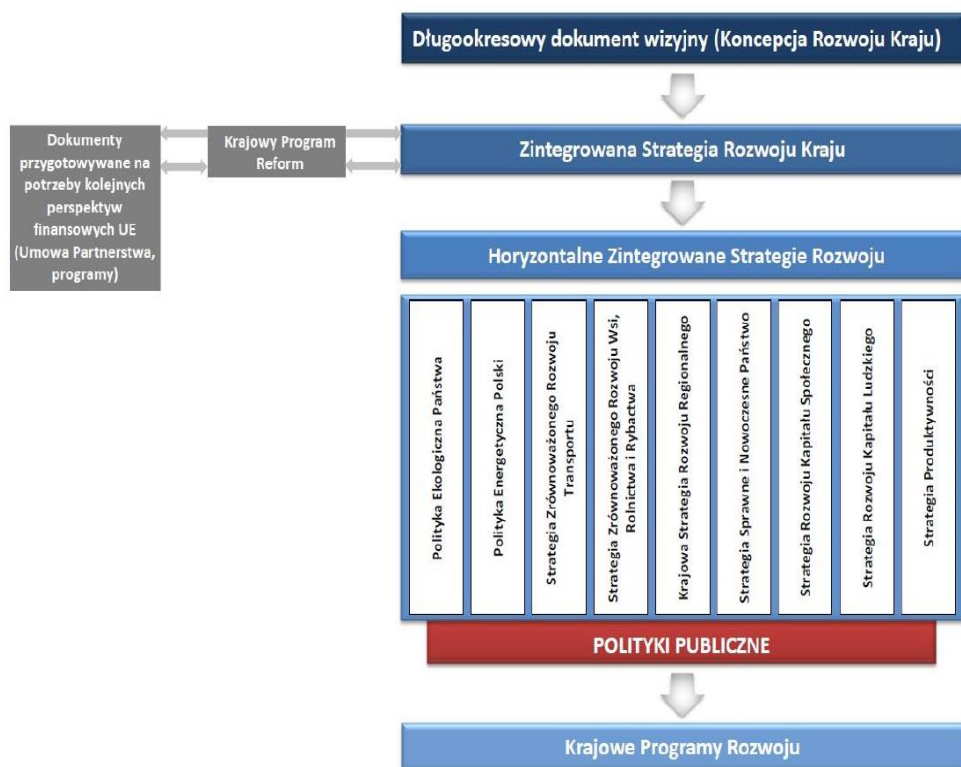 Długookresowy dokument wizyjny (Koncepcja Rozwoju Kraju)
Dokumenty
przygotowywane na
potrzeby kolejnych
perspektyw
finansowych UE
(Umowa Partnerstwa,
programy)
Krajowy Program
Reform
Zintegrowana Strategia Rozwoju Kraju
Horyzontalne Zintegrowane Strategie Rozwoju
Polityka Ekologiczna Państwa
Polityka Energetyczna Polski
Strategia Zrównoważonego Rozwoju
Transportu
Strategia Zrównoważonego Rozwoju Wsi,
Rolnictwa i Rybactwa
Krajowa Strategia Rozwoju Regionalnego
Strategia Sprawne i Nowoczesne Państwo
Strategia Rozwoju Kapitału Społecznego
Strategia Rozwoju Kapitału Ludzkiego
Strategia Produktywności
POLITYKI PUBLICZNE
Krajowe Programy Rozwoju